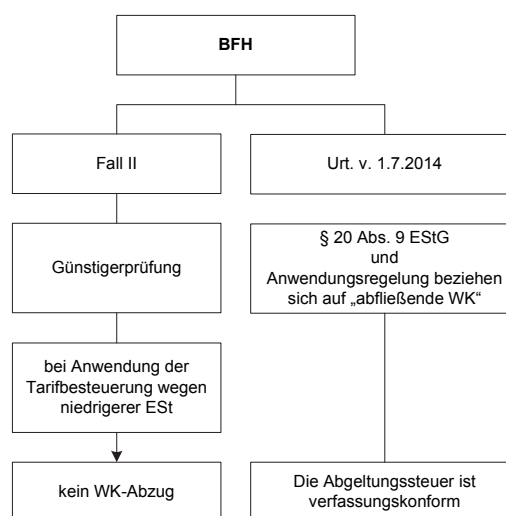 BFH
Fall II
Urt. v. 1.7.2014
Günstigerprüfung
§ 20 Abs. 9 EStG
und
Anwendungsregelung beziehen
sich auf „abfließende WK“
bei Anwendung der
Tarifbesteuerung wegen
niedrigerer ESt
kein WK-Abzug
Die Abgeltungssteuer ist
verfassungskonform